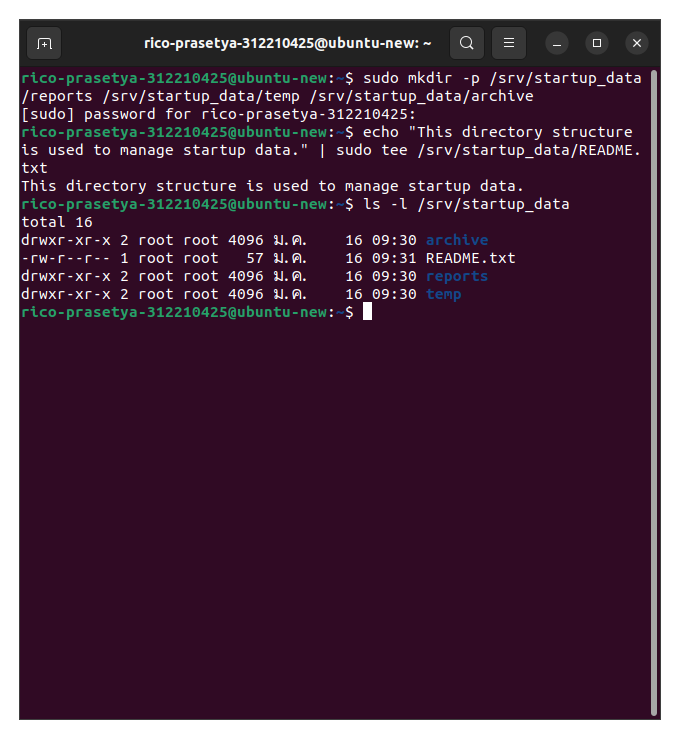 rico-prasetya-312210425@ubuntu-new: ~
rico-prasetya-312210425@ubuntu-new:~$ sudo mkdir -p /srv/startup_data
/reports /srv/startup_data/temp /srv/startup_data/archive
[sudo] password for rico-prasetya-312210425:
rico-prasetya-312210425@ubuntu-new:~$ echo "This directory structure
is used to manage startup data." | sudo tee /srv/startup_data/README.
txt
This directory structure is used to manage startup data.
rico-prasetya-312210425@ubuntu-new:~$ ls -l /srv/startup_data
total 16
drwxr-xr-x 2 root root 4096 ม.ค.    16 09:30 archive
-rw-r--r-- 1 root root   57 ม.ค.    16 09:31 README.txt
drwxr-xr-x 2 root root 4096 ม.ค.    16 09:30 reports
drwxr-xr-x 2 root root 4096 ม.ค.    16 09:30 temp
rico-prasetya-312210425@ubuntu-new:~$